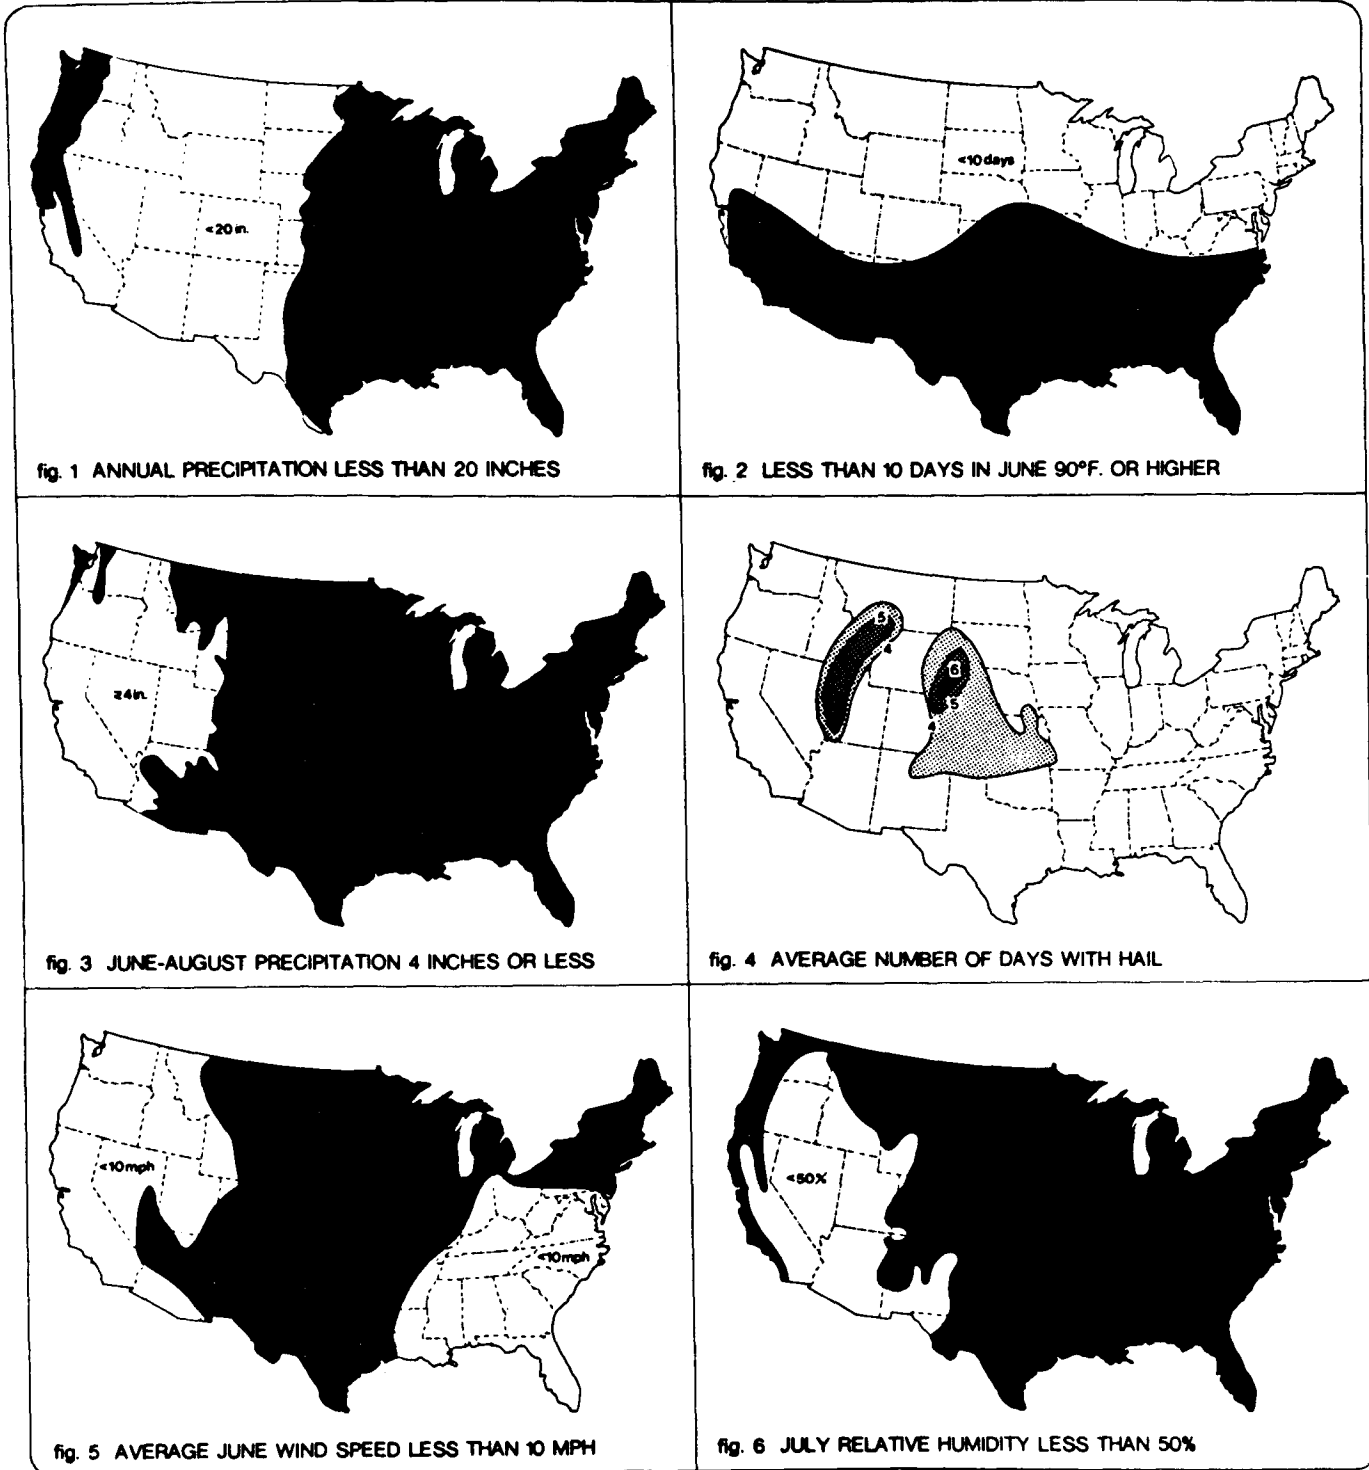 <20 in.
fig. 1 ANNUAL PRECIPITATION LESS THAN 20 INCHES
<10 days
fig. 2 LESS THAN 10 DAYS IN JUNE 90°F. OR HIGHER
≥4 in.
fig. 3 JUNE-AUGUST PRECIPITATION 4 INCHES OR LESS
5
4
6
5
4
fig. 4 AVERAGE NUMBER OF DAYS WITH HAIL
<10 mph
<10 mph
fig. 5 AVERAGE JUNE WIND SPEED LESS THAN 10 MPH
<50%
fig. 6 JULY RELATIVE HUMIDITY LESS THAN 50%